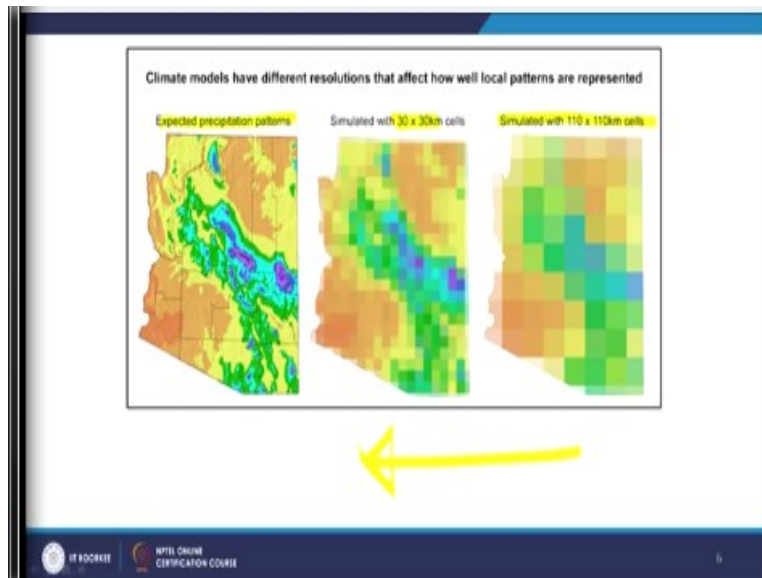 Climate models have different resolutions that affect how well local patterns are represented
Expected precipitation patterns
Simulated with 30 x 30km cells
Simulated with 110 x 110km cells
IIT ROORKEE
NPTEL ONLINE
CERTIFICATION COURSE
6